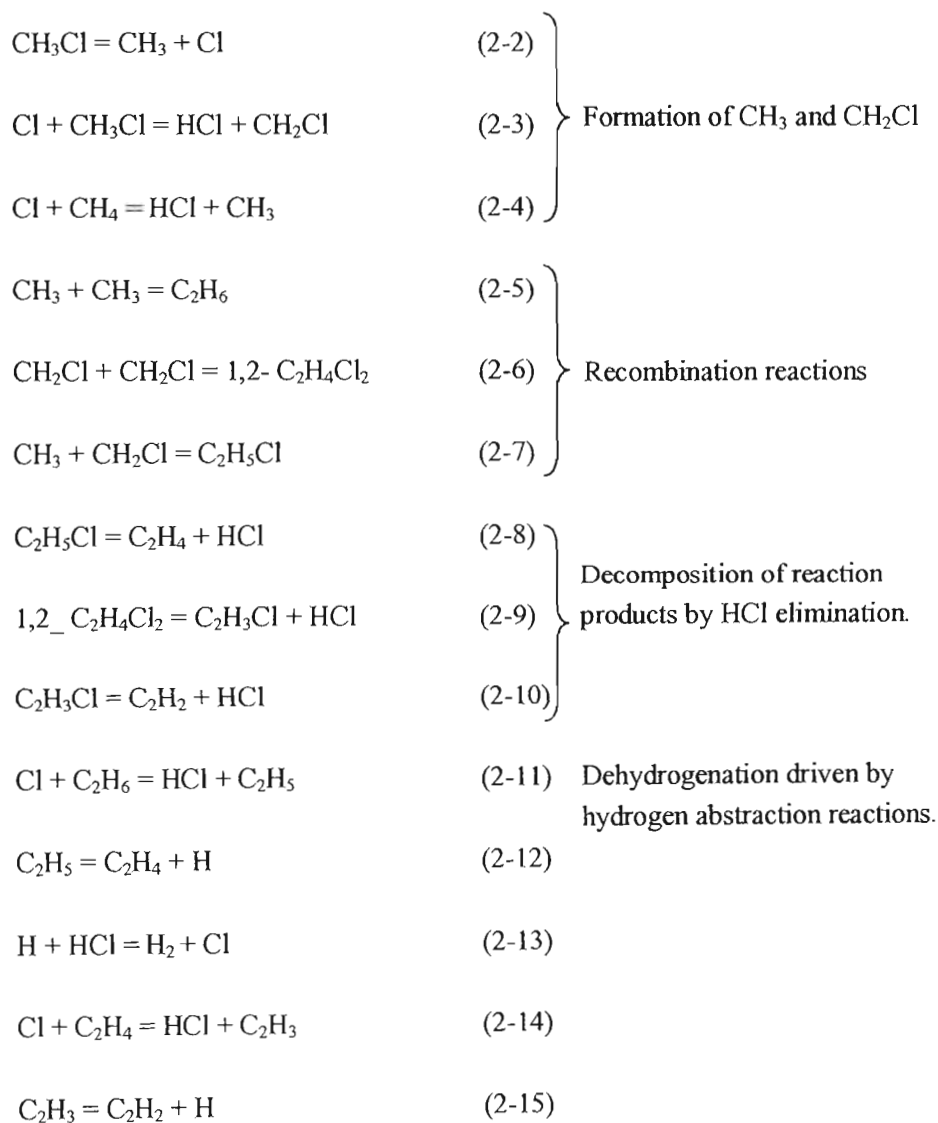 CH₃Cl = CH₃ + Cl (2-2)
Cl + CH₃Cl = HCl + CH₂Cl (2-3) Formation of CH₃ and CH₂Cl
Cl + CH₄ = HCl + CH₃ (2-4)
CH₃ + CH₃ = C₂H₆ (2-5)
CH₂Cl + CH₂Cl = 1,2- C₂H₄Cl₂ (2-6) Recombination reactions
CH₃ + CH₂Cl = C₂H₅Cl (2-7)
C₂H₅Cl = C₂H₄ + HCl (2-8)
Decomposition of reaction
1,2_ C₂H₄Cl₂ = C₂H₃Cl + HCl (2-9) products by HCl elimination.
C₂H₃Cl = C₂H₂ + HCl (2-10)
Cl + C₂H₆ = HCl + C₂H₅ (2-11) Dehydrogenation driven by
hydrogen abstraction reactions.
C₂H₅ = C₂H₄ + H (2-12)
H + HCl = H₂ + Cl (2-13)
Cl + C₂H₄ = HCl + C₂H₃ (2-14)
C₂H₃ = C₂H₂ + H (2-15)